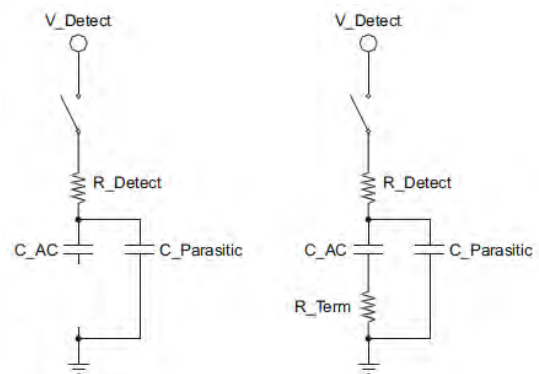 V_Detect
R_Detect
C_AC
C_Parasitic
V_Detect
R_Detect
C_AC
C_Parasitic
R_Term